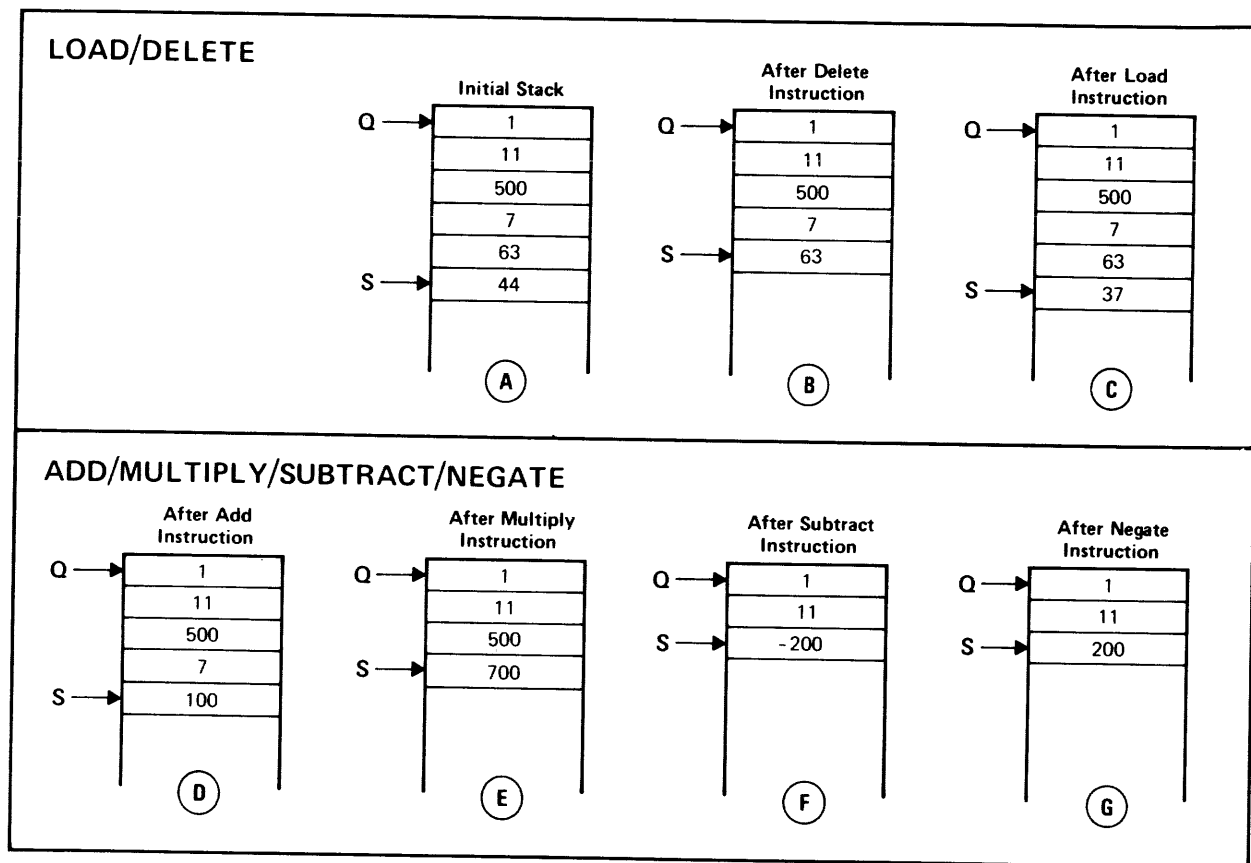 LOAD/DELETE
Initial Stack
Q
1
11
500
7
63
S
44
A
After Delete
Instruction
Q
1
11
500
7
S
63
B
After Load
Instruction
Q
1
11
500
7
63
S
37
C
ADD/MULTIPLY/SUBTRACT/NEGATE
After Add
Instruction
Q
1
11
500
7
S
100
D
After Multiply
Instruction
Q
1
11
500
S
700
E
After Subtract
Instruction
Q
1
11
S
-200
F
After Negate
Instruction
Q
1
11
S
200
G